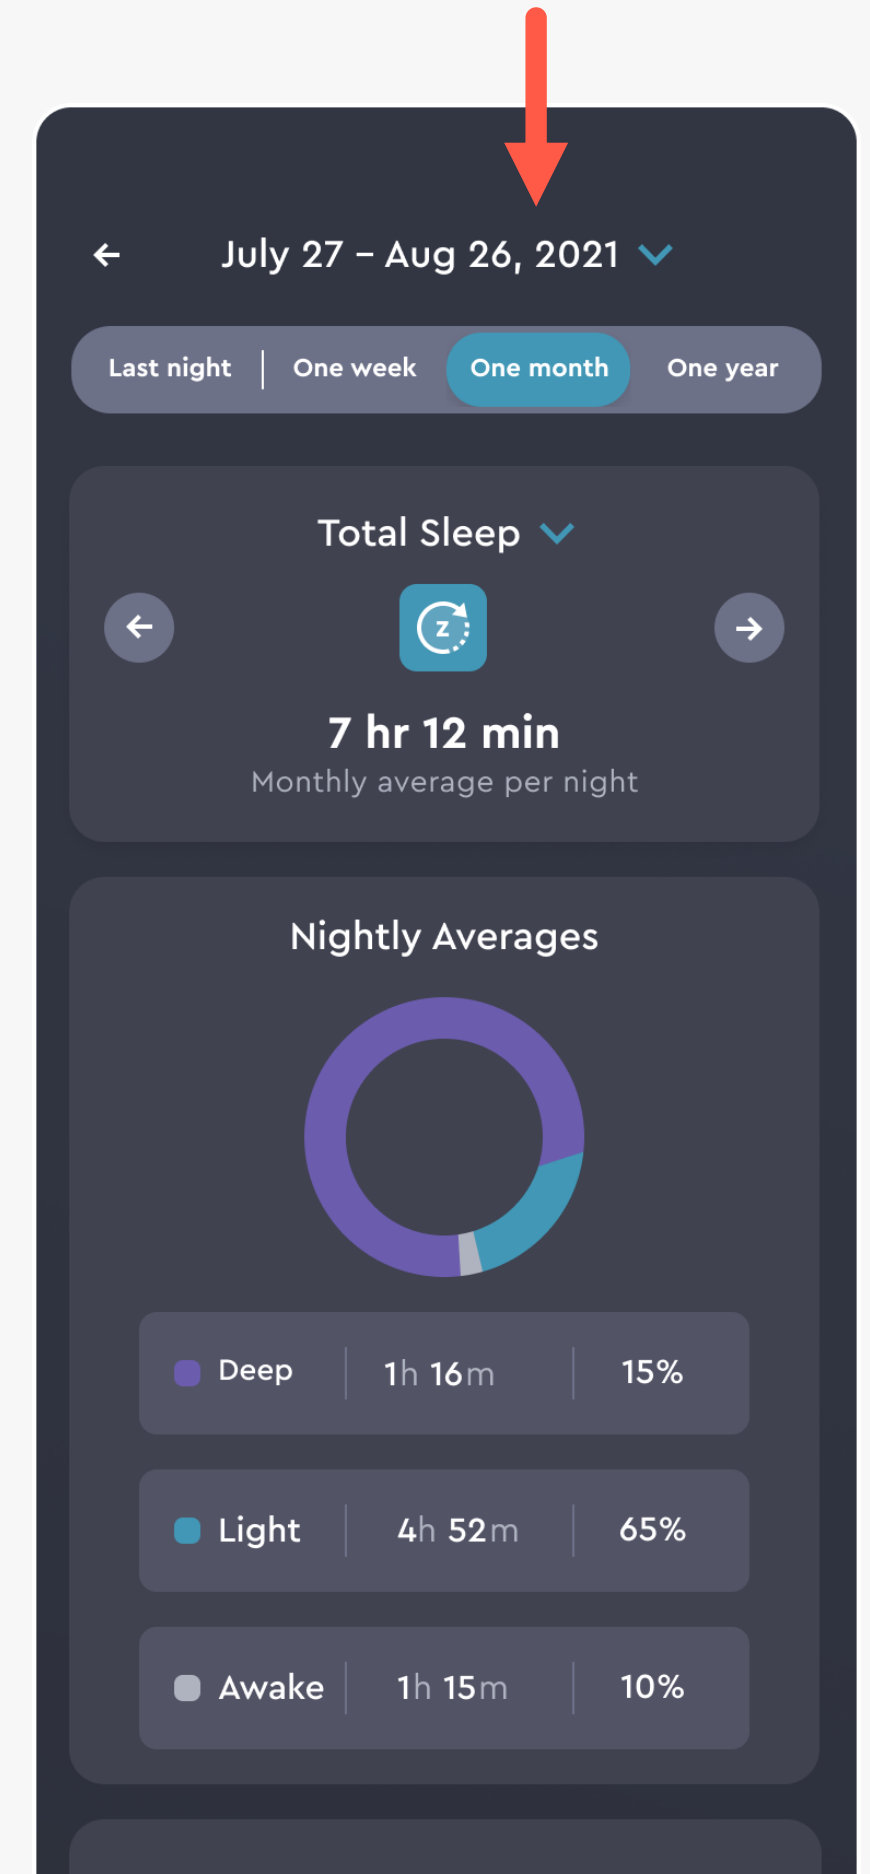 July 27 – Aug 26, 2021
Last night One week One month One year
Total Sleep
z
7 hr 12 min
Monthly average per night
Nightly Averages
Deep 1h 16m 15%
Light 4h 52m 65%
Awake 1h 15m 10%